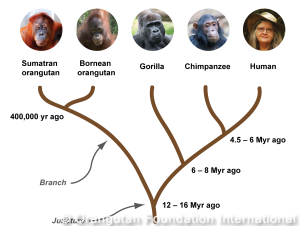 Sumatran
orangutan
Bornean
orangutan
Gorilla
Chimpanzee
Human
400,000 yr ago
4.5 – 6 Myr ago
Branch
6 – 8 Myr ago
12 – 16 Myr ago
Orangutan Foundation International